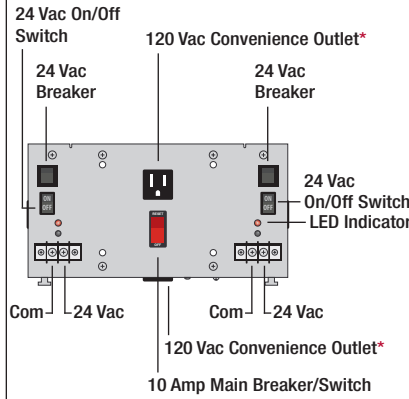 24 Vac On/Off
Switch
120 Vac Convenience Outlet*
24 Vac
Breaker
24 Vac
Breaker
ON
OFF
RESET
OFF
ON
OFF
24 Vac
On/Off Switch
LED Indicator
Com
24 Vac
Com
24 Vac
120 Vac Convenience Outlet*
10 Amp Main Breaker/Switch